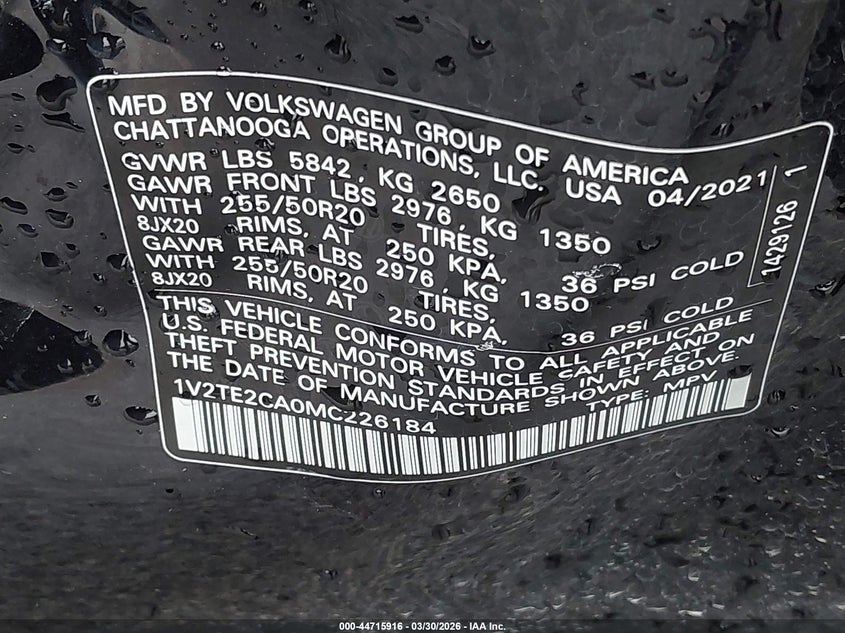 MFD BY VOLKSWAGEN GROUP OF AMERICA
CHATTANOOGA OPERATIONS, LLC. USA 04/2021
GVWR LBS 5842, KG 2650
GAWR FRONT LBS 2976, KG 1350
WITH 255/50R20 TIRES,
8JX20 RIMS, AT 250 KPA, 36 PSI COLD
GAWR REAR LBS 2976, KG 1350
WITH 255/50R20 TIRES,
8JX20 RIMS, AT 250 KPA, 36 PSI COLD
THIS VEHICLE CONFORMS TO ALL APPLICABLE
U.S. FEDERAL MOTOR VEHICLE SAFETY AND
THEFT PREVENTION STANDARDS IN EFFECT ON
THE DATE OF MANUFACTURE SHOWN ABOVE.
1V2TE2CA0MC226184 TYPE: MPV
1429126 1
000-44715916 - 03/30/2026 - IAA Inc.